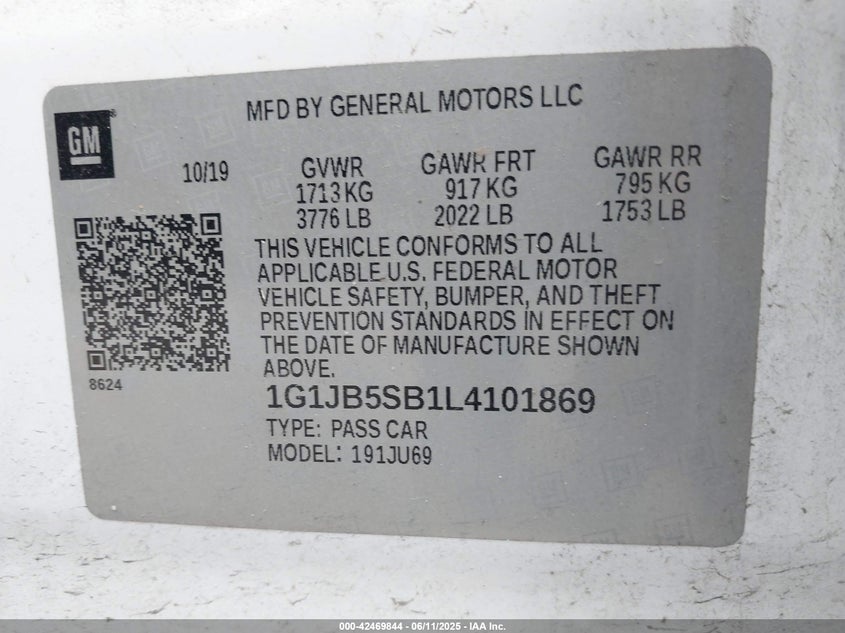 MFD BY GENERAL MOTORS LLC
GM
10/19
GVWR GAWR FRT GAWR RR
1713 KG 917 KG 795 KG
3776 LB 2022 LB 1753 LB
THIS VEHICLE CONFORMS TO ALL
APPLICABLE U.S. FEDERAL MOTOR
VEHICLE SAFETY, BUMPER, AND THEFT
PREVENTION STANDARDS IN EFFECT ON
THE DATE OF MANUFACTURE SHOWN
ABOVE.
8624
1G1JB5SB1L4101869
TYPE: PASS CAR
MODEL: 191JU69
000-42469844 - 06/11/2025 - IAA Inc.